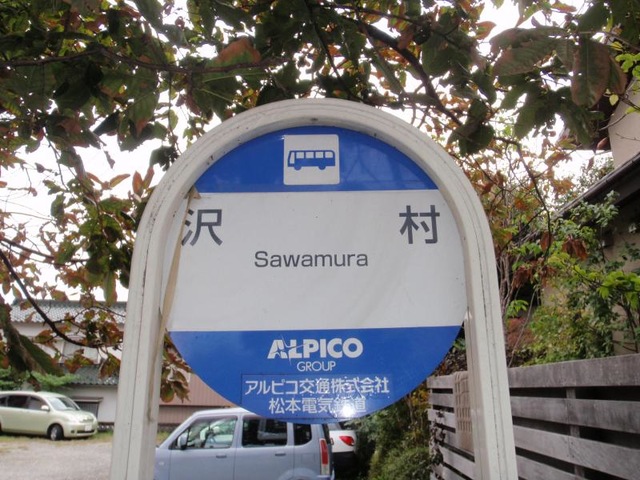 沢村
Sawamura
ALPICO
GROUP
アルピコ交通株式会社
松本電気鉄道